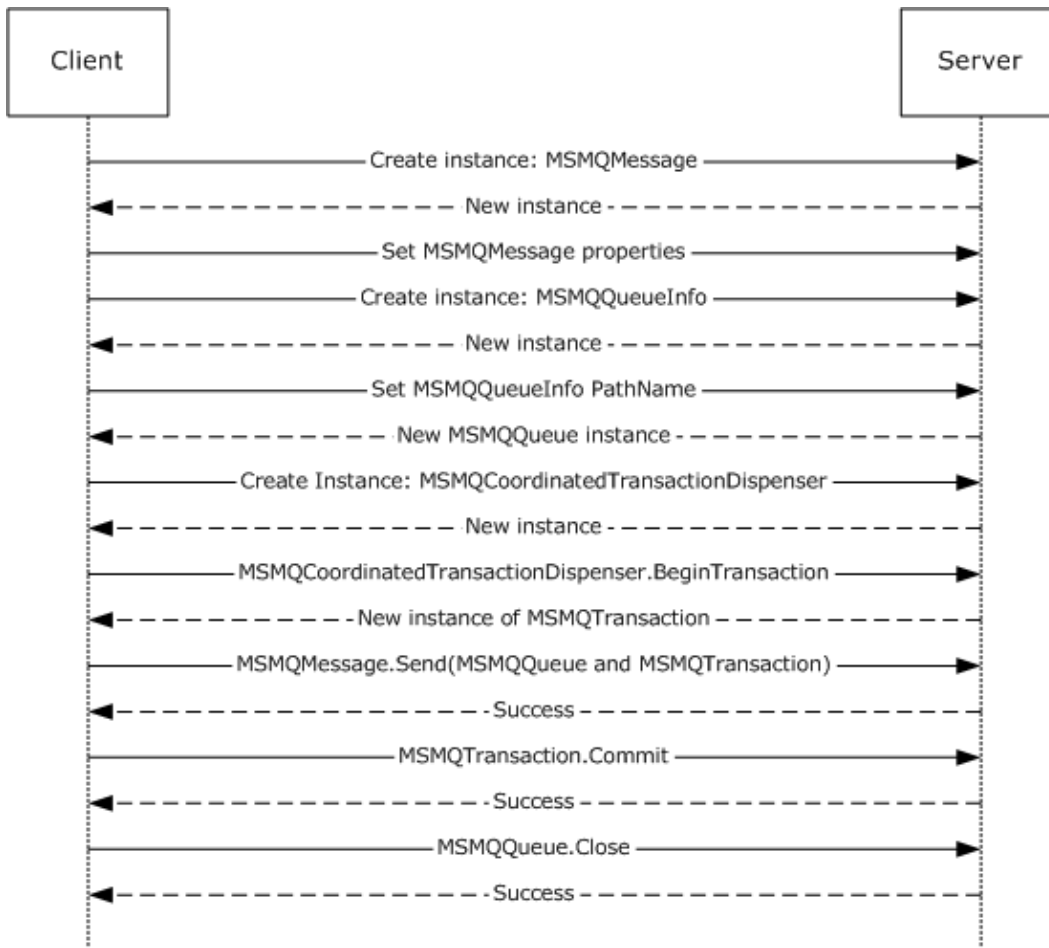 Client
Server
Create instance: MSMQMessage
New instance
Set MSMQMessage properties
Create instance: MSMQQueueInfo
New instance
Set MSMQQueueInfo PathName
New MSMQQueue instance
Create Instance: MSMQCoordinatedTransactionDispenser
New instance
MSMQCoordinatedTransactionDispenser.BeginTransaction
New instance of MSMQTransaction
MSMQMessage.Send(MSMQQueue and MSMQTransaction)
Success
MSMQTransaction.Commit
Success
MSMQQueue.Close
Success